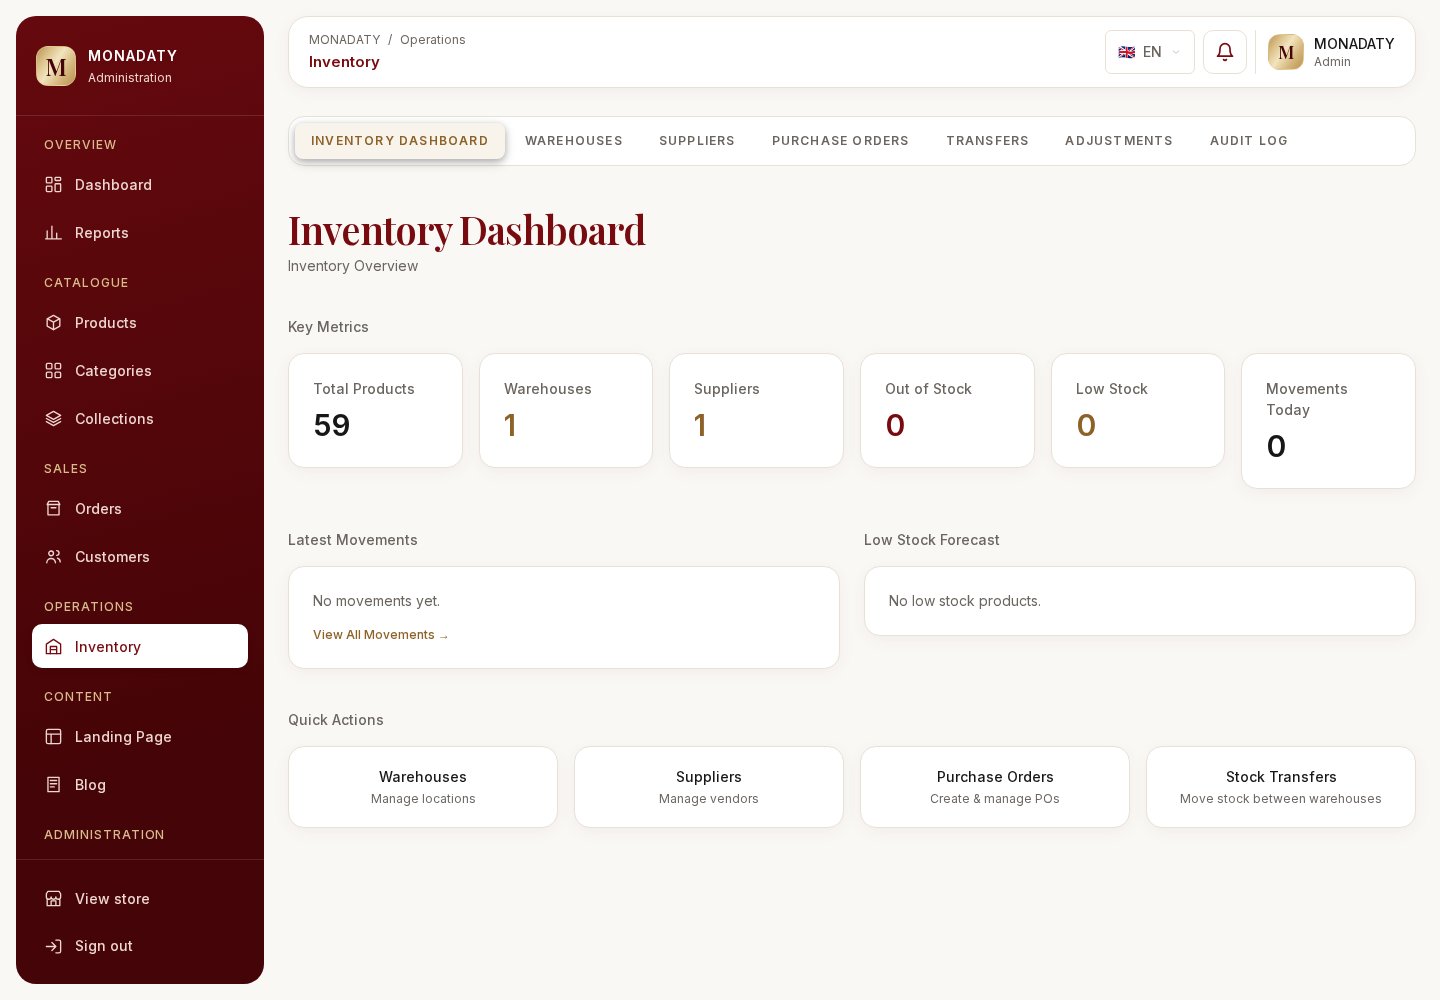 M
MONADATY
Administration
OVERVIEW
Dashboard
Reports
CATALOGUE
Products
Categories
Collections
SALES
Orders
Customers
OPERATIONS
Inventory
CONTENT
Landing Page
Blog
ADMINISTRATION
View store
Sign out
MONADATY / Operations
Inventory
EN
M
MONADATY
Admin
INVENTORY DASHBOARD WAREHOUSES SUPPLIERS PURCHASE ORDERS TRANSFERS ADJUSTMENTS AUDIT LOG
Inventory Dashboard
Inventory Overview
Key Metrics
Total Products
59
Warehouses
1
Suppliers
1
Out of Stock
0
Low Stock
0
Movements
Today
0
Latest Movements
No movements yet.
View All Movements →
Low Stock Forecast
No low stock products.
Quick Actions
Warehouses
Manage locations
Suppliers
Manage vendors
Purchase Orders
Create & manage POs
Stock Transfers
Move stock between warehouses